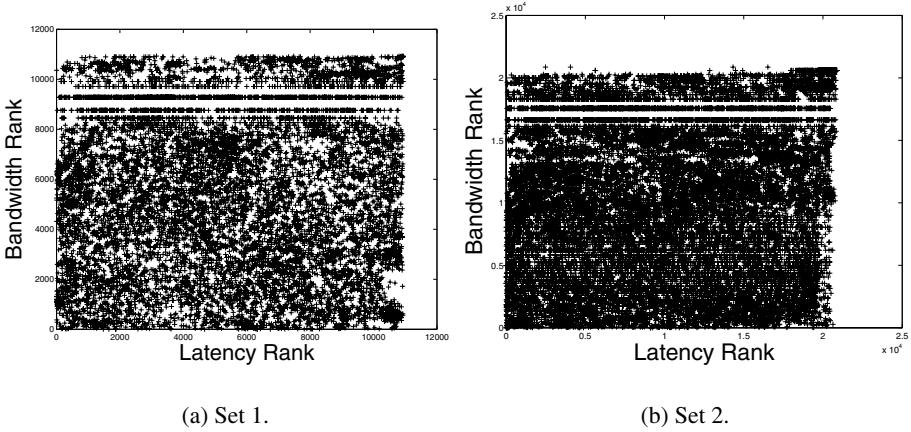 12000
10000
8000
6000
4000
2000
0
0 2000 4000 6000 8000 10000 12000
Bandwidth Rank
Latency Rank
(a) Set 1.
x 10⁴
2.5
2
1.5
1
0.5
0
0 0.5 1 1.5 2 2.5
x 10⁴
Bandwidth Rank
Latency Rank
(b) Set 2.